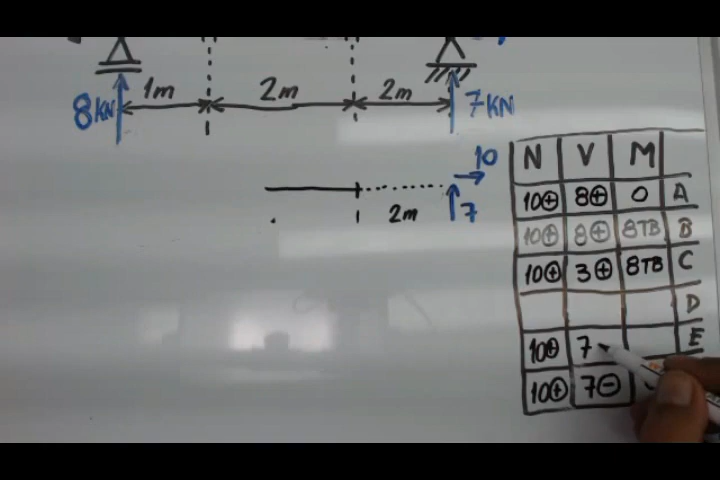 1m 2m 2m
8KN 7KN
10
7
2m
N V M
10⊕ 8⊕ 0 A
10⊕ 8⊕ 8TB B
10⊕ 3⊕ 8TB C
D
10⊕ 7 E
10⊕ 7⊖